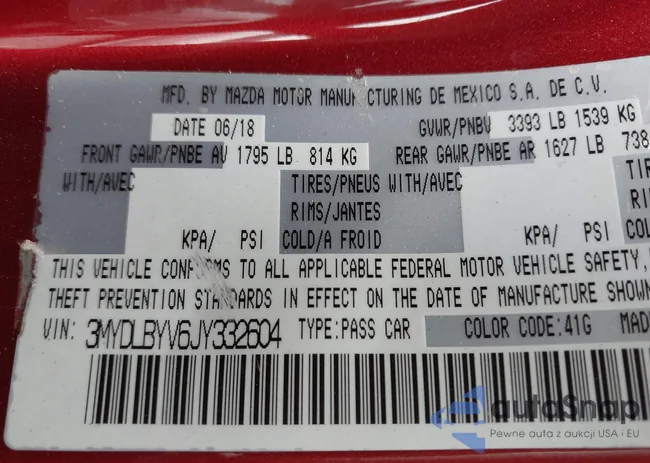 MFD. BY MAZDA MOTOR MANUFACTURING DE MEXICO S.A. DE C.V.
DATE 06/18 GVWR/PNBV 3393 LB 1539 KG
FRONT GAWR/PNBE AV 1795 LB 814 KG REAR GAWR/PNBE AR 1627 LB 738
WITH/AVEC TIRES/PNEUS WITH/AVEC TI
RIMS/JANTES RI
KPA/ PSI COLD/A FROID KPA/ PSI COL
THIS VEHICLE CONFORMS TO ALL APPLICABLE FEDERAL MOTOR VEHICLE SAFETY,
THEFT PREVENTION STANDARDS IN EFFECT ON THE DATE OF MANUFACTURE SHOWN
VIN: 3MYDLBYV6JY332604 TYPE:PASS CAR COLOR CODE:41G MADE
autoSnap
Pewne auta z aukcji USA i EU